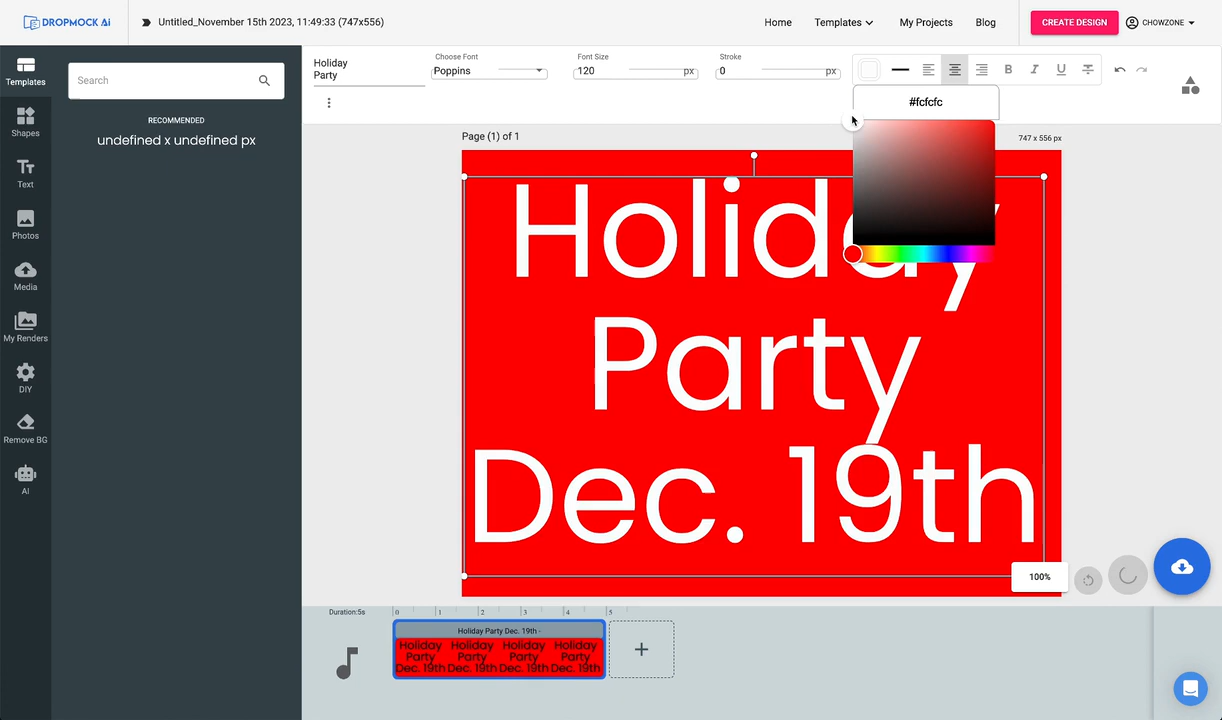 DROPMOCK Ai
Untitled_November 15th 2023, 11:49:33 (747x556)
Home
Templates
My Projects
Blog
CREATE DESIGN
CHOWZONE
Templates
Shapes
Text
Photos
Media
My Renders
DIY
Remove BG
AI
Search
RECOMMENDED
undefined x undefined px
Holiday
Party
Choose Font
Poppins
Font Size
120 px
Stroke
0 px
B I U T
#fcfcfc
Page (1) of 1
747 x 556 px
Holiday
Party
Dec. 19th
100%
Duration:5s
0 1 2 3 4 5
Holiday Party Dec. 19th -
Holiday Holiday Holiday Holiday
Party Party Party Party
Dec. 19th Dec. 19th Dec. 19th Dec. 19th